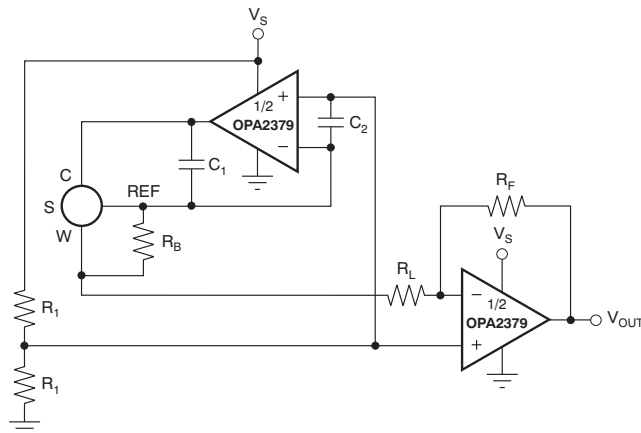 V_S
1/2
+
OPA2379
−
C_1
C_2
C
REF
S
W
R_B
R_F
V_S
R_L
−
1/2
OPA2379
+
V_OUT
R_1
R_1